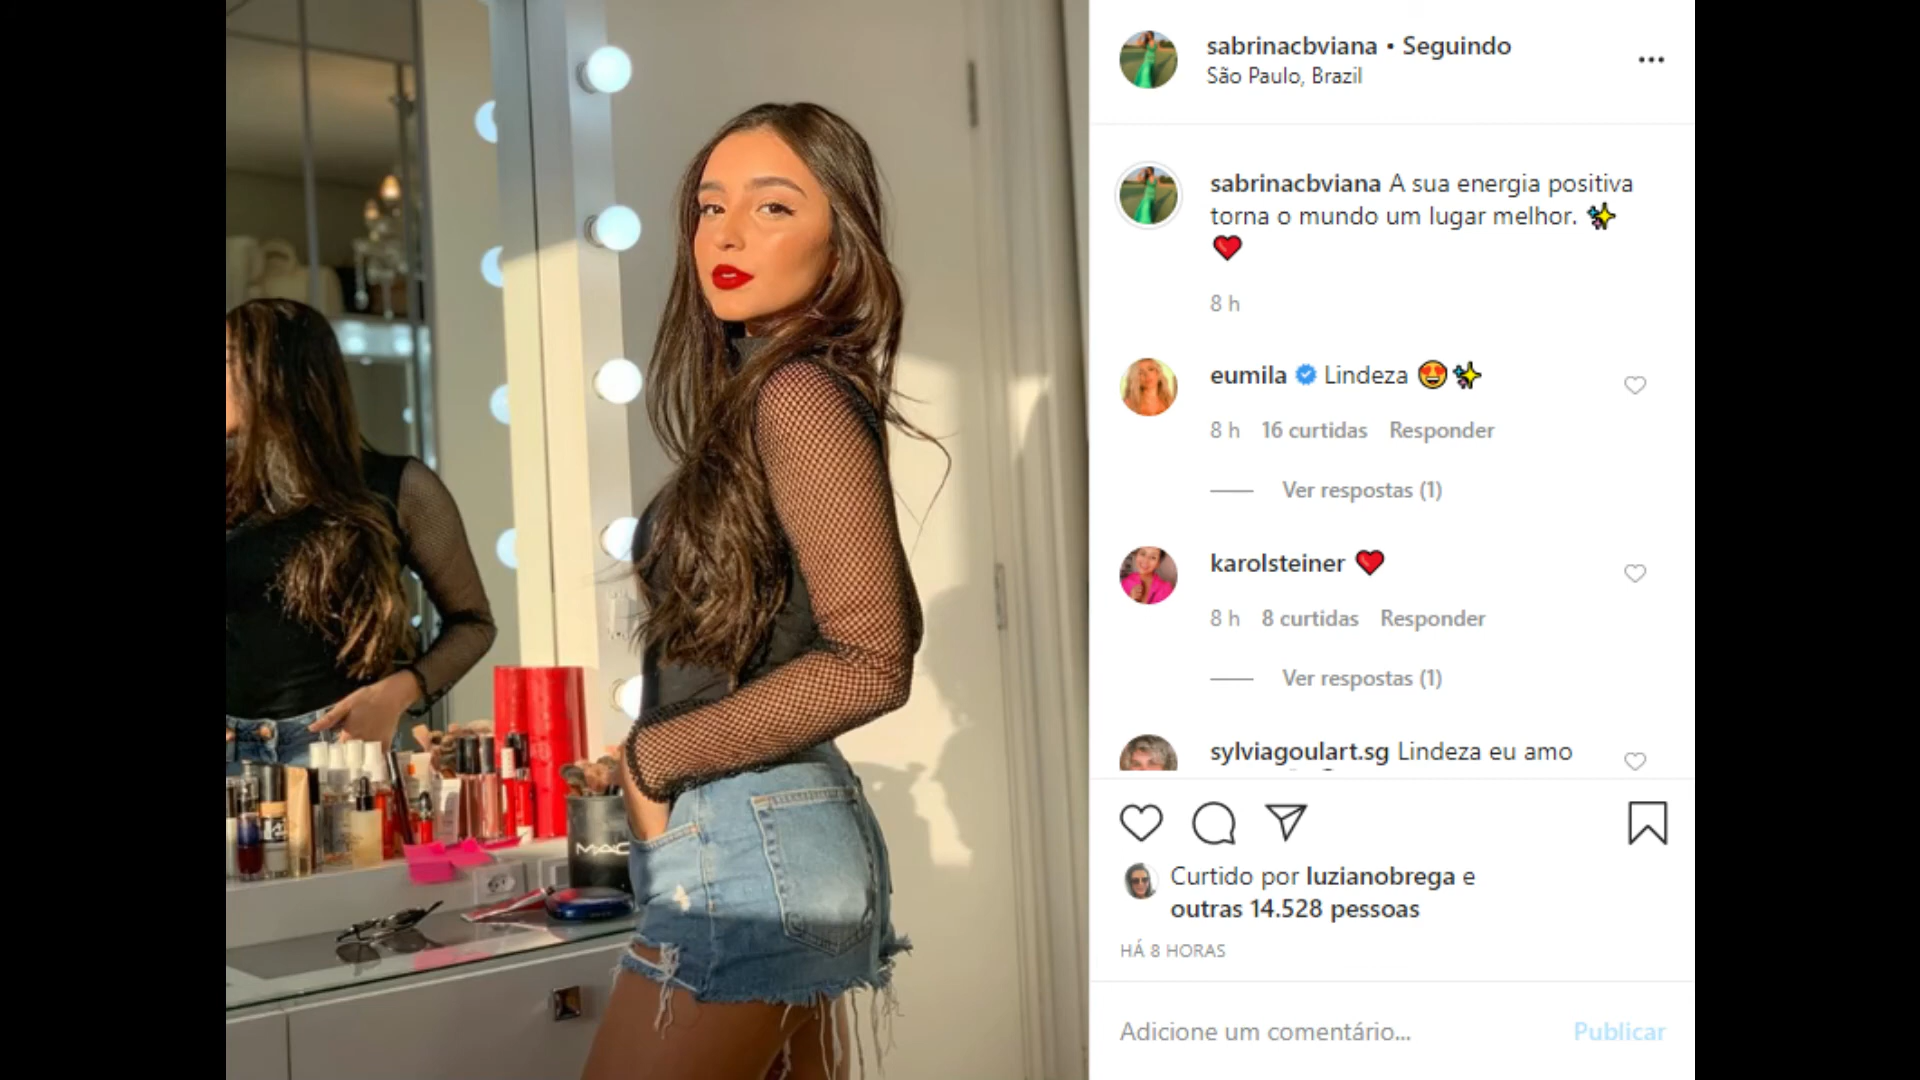 sabrinacbviana • Seguindo
São Paulo, Brazil
sabrinacbviana A sua energia positiva
torna o mundo um lugar melhor. ✨
❤️
8 h
eumila Lindeza 😍✨
8 h 16 curtidas Responder
Ver respostas (1)
karolsteiner ❤️
8 h 8 curtidas Responder
Ver respostas (1)
sylviagoulart.sg Lindeza eu amo
Curtido por luzianobrega e
outras 14.528 pessoas
HÁ 8 HORAS
Adicione um comentário... Publicar
MAC